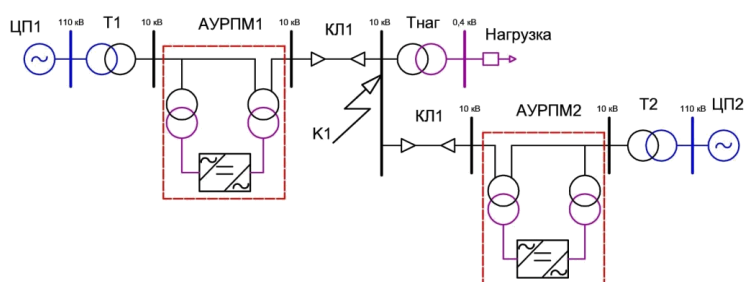 ЦП1
110 кВ
Т1
10 кВ
АУРПМ1
10 кВ
КЛ1
10 кВ
Тнаг
0,4 кВ
Нагрузка
К1
КЛ1
10 кВ
АУРПМ2
10 кВ
Т2
110 кВ
ЦП2